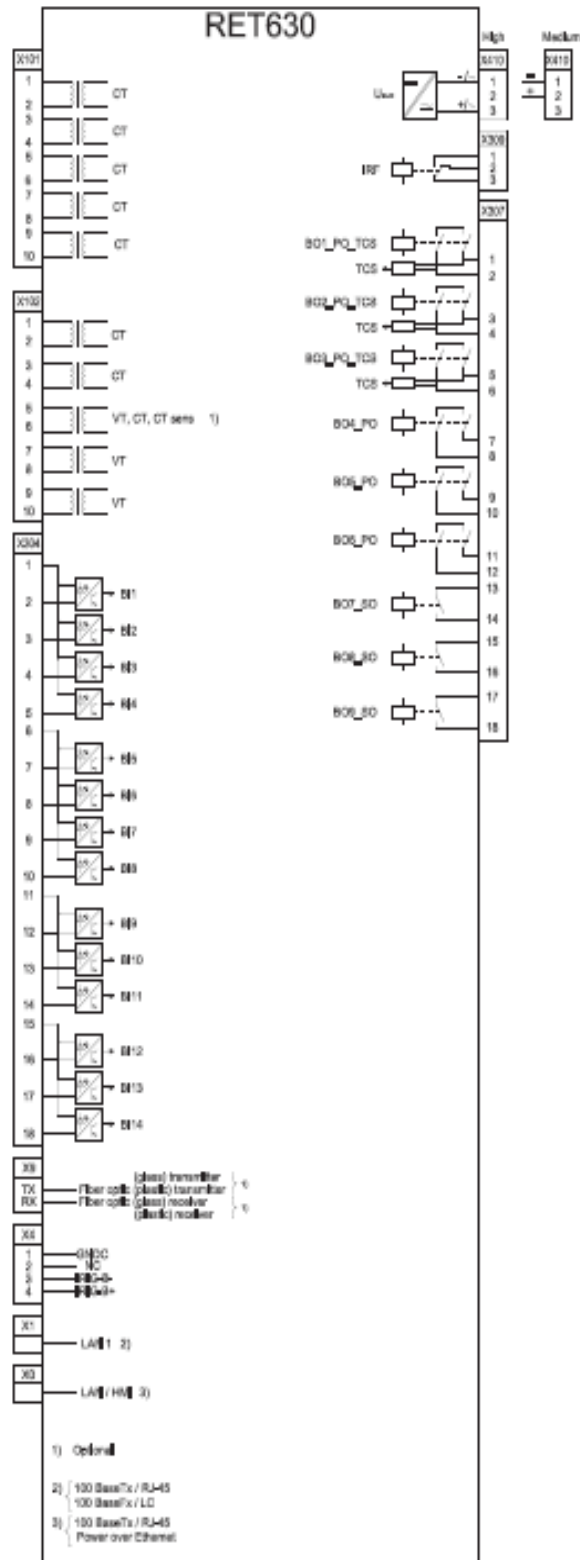 RET630
High
Medium
X101
X410
X410
1
2
CT
3
4
CT
5
6
CT
7
8
CT
9
10
CT
-/~
+/~
1
2
3
-
+
1
2
3
X309
IRF
1
2
3
X307
BO1_PO_TCS
TCS
1
2
BO2_PO_TCS
TCS
3
4
BO3_PO_TCS
TCS
5
6
BO4_PO
7
8
BO5_PO
9
10
BO6_PO
11
12
BO7_SO
13
14
BO8_SO
15
16
BO9_SO
17
18
X102
1
2
CT
3
4
CT
5
6
VT, CT, CT sens 1)
7
8
VT
9
10
VT
X304
1
2
BI1
3
BI2
4
BI3
5
BI4
6
7
BI5
8
BI6
9
BI7
10
BI8
11
12
BI9
13
BI10
14
BI11
15
16
BI12
17
BI13
18
BI14
X9
TX
RX
(glass) transmitter
Fiber optic (plastic) transmitter 1)
Fiber optic (glass) receiver
(plastic) receiver 1)
1 GNDC
2 NC
3 IRIG-B-
4 IRIG-B+
X1
LAN 1 2)
LAN / HMI 3)
1) Optional
2) 100 BaseTx / RJ-45
100 BaseFx / LC
3) 100 BaseTx / RJ-45
Power over Ethernet